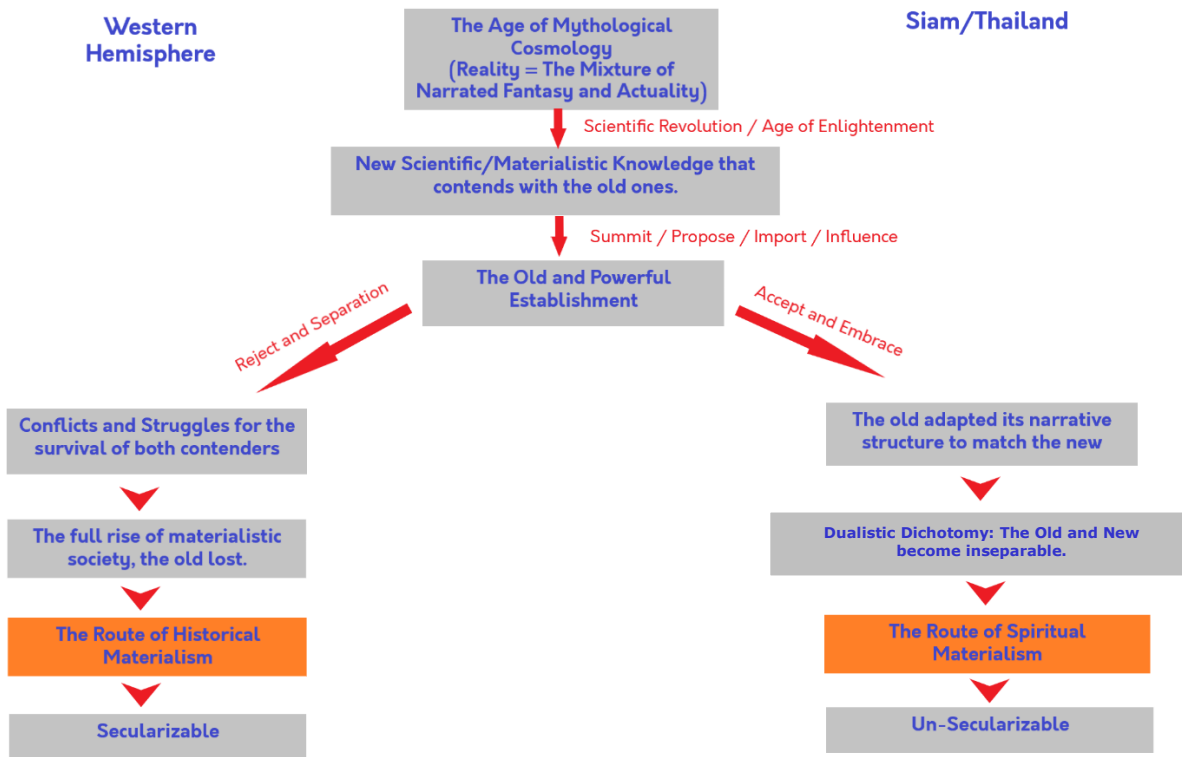 Western
Hemisphere
Siam/Thailand
The Age of Mythological
Cosmology
(Reality = The Mixture of
Narrated Fantasy and Actuality)
Scientific Revolution / Age of Enlightenment
New Scientific/Materialistic Knowledge that
contends with the old ones.
Summit / Propose / Import / Influence
The Old and Powerful
Establishment
Reject and Separation
Accept and Embrace
Conflicts and Struggles for the
survival of both contenders
The full rise of materialistic
society, the old lost.
The Route of Historical
Materialism
Secularizable
The old adapted its narrative
structure to match the new
Dualistic Dichotomy: The Old and New
become inseparable.
The Route of Spiritual
Materialism
Un-Secularizable